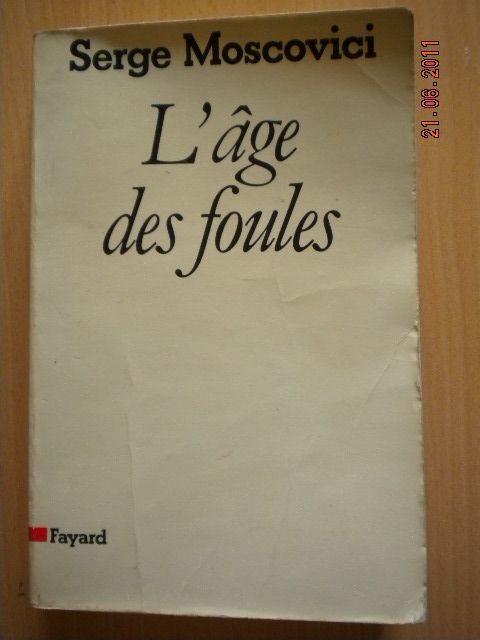 Serge Moscovici
L'âge
des foules
Fayard
21.06.2011